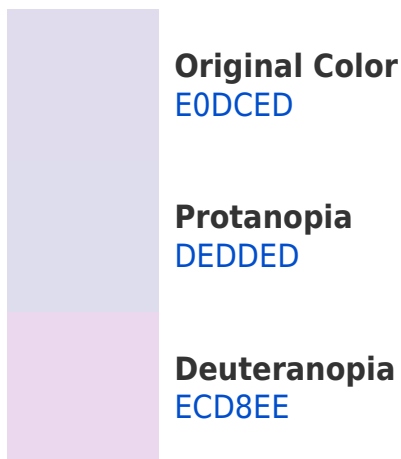 Original Color
E0DCED
Protanopia
DEDDED
Deuteranopia
ECD8EE